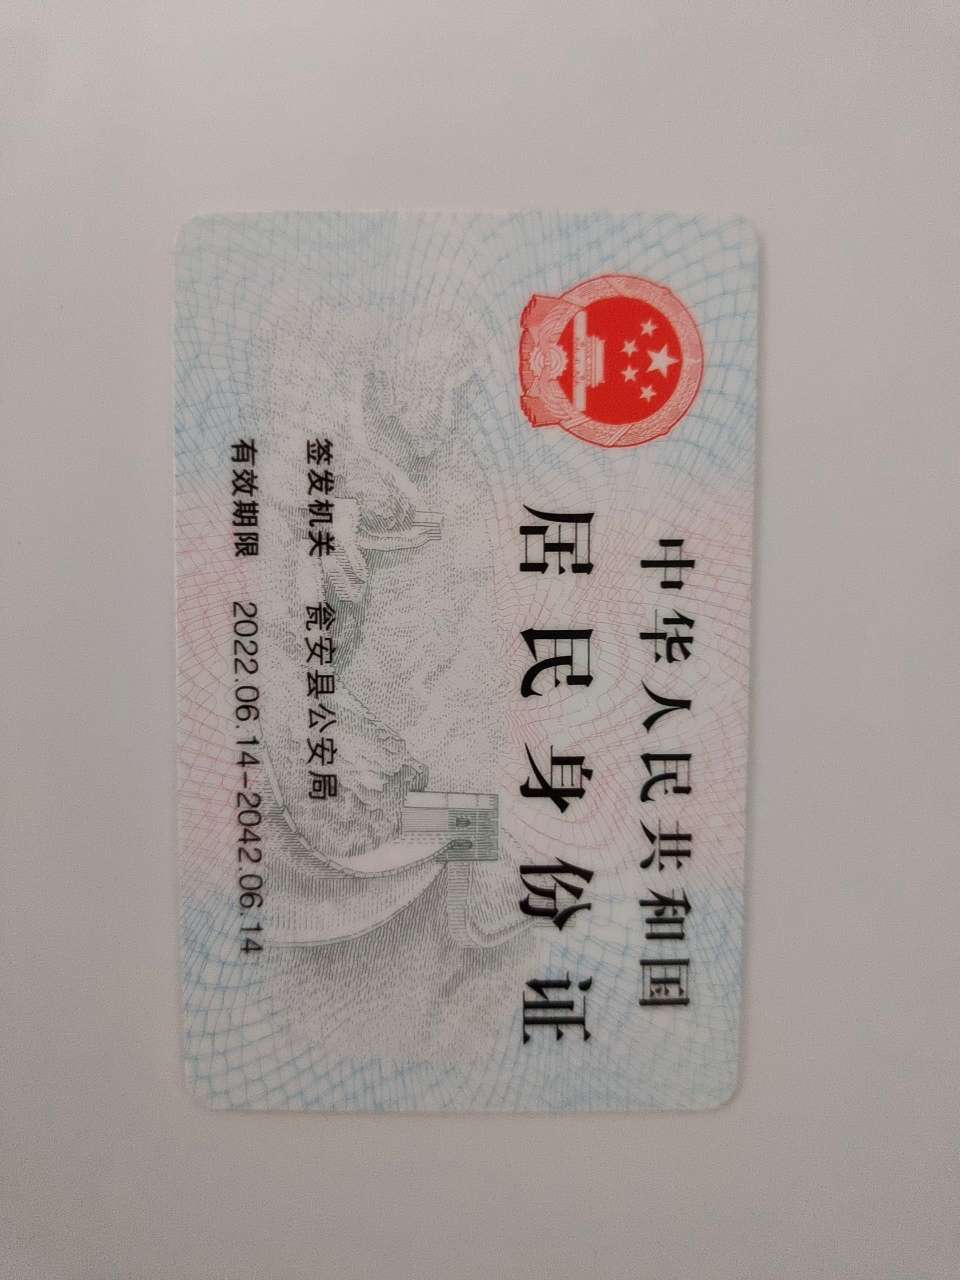 中华人民共和国
居民身份证
签发机关 瓮安县公安局
有效期限 2022.06.14-2042.06.14